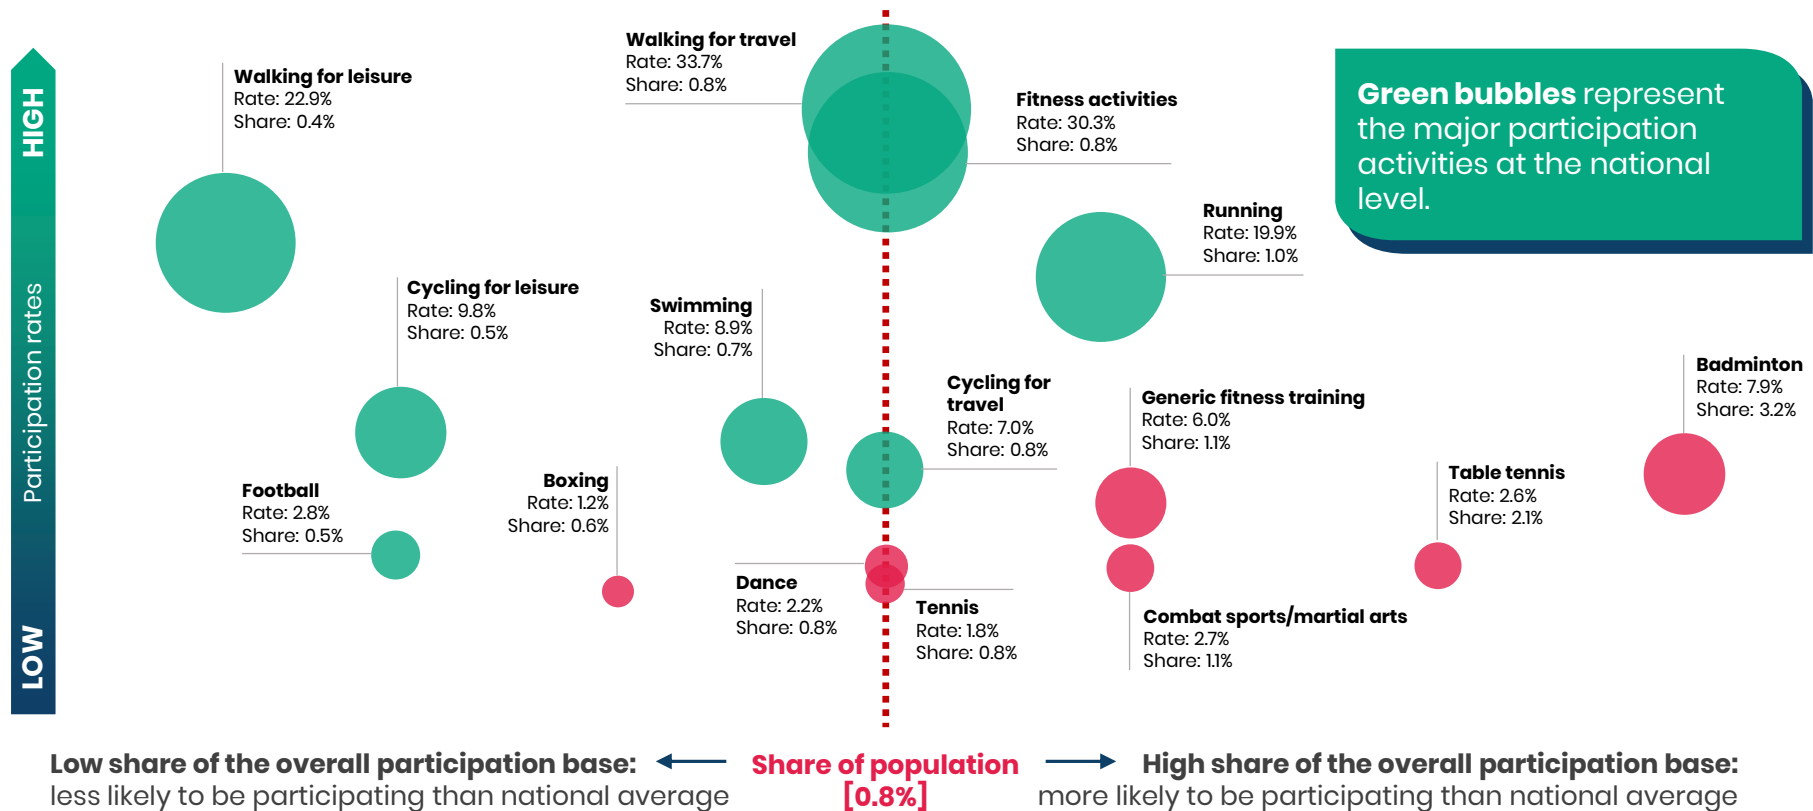 HIGH
Participation rates
LOW
Walking for leisure
Rate: 22.9%
Share: 0.4%
Walking for travel
Rate: 33.7%
Share: 0.8%
Fitness activities
Rate: 30.3%
Share: 0.8%
Green bubbles represent
the major participation
activities at the national
level.
Running
Rate: 19.9%
Share: 1.0%
Cycling for leisure
Rate: 9.8%
Share: 0.5%
Swimming
Rate: 8.9%
Share: 0.7%
Cycling for
travel
Rate: 7.0%
Share: 0.8%
Generic fitness training
Rate: 6.0%
Share: 1.1%
Badminton
Rate: 7.9%
Share: 3.2%
Football
Rate: 2.8%
Share: 0.5%
Boxing
Rate: 1.2%
Share: 0.6%
Table tennis
Rate: 2.6%
Share: 2.1%
Dance
Rate: 2.2%
Share: 0.8%
Tennis
Rate: 1.8%
Share: 0.8%
Combat sports/martial arts
Rate: 2.7%
Share: 1.1%
Low share of the overall participation base:
less likely to be participating than national average
Share of population
[0.8%]
High share of the overall participation base:
more likely to be participating than national average